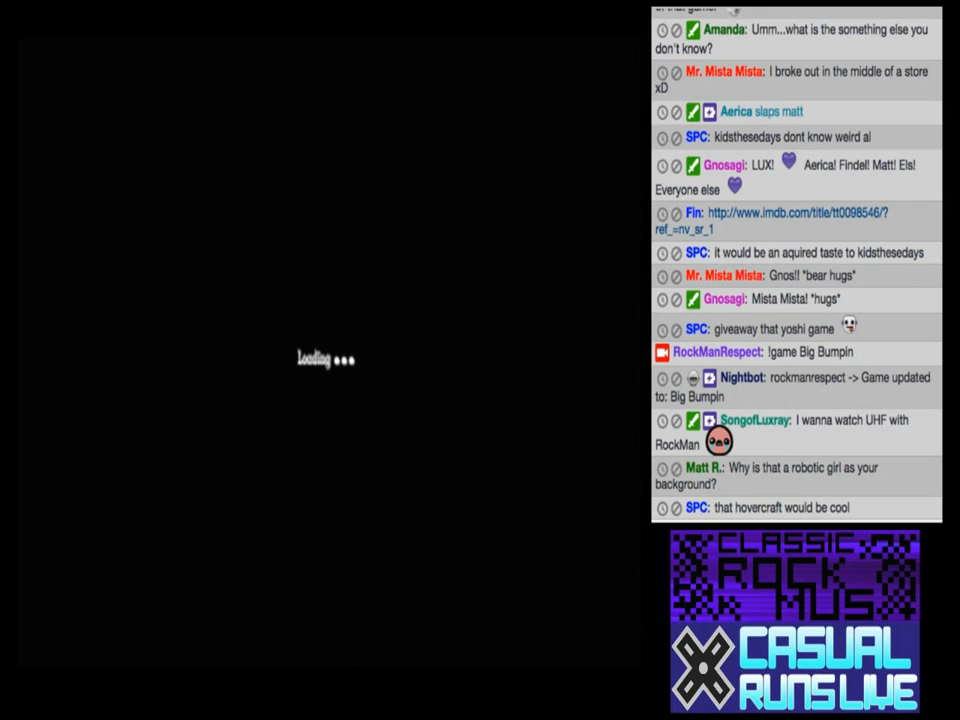 Loading
Amanda: Umm...what is the something else you
don't know?
Mr. Mista Mista: I broke out in the middle of a store
xD
Aerica slaps matt
SPC: kidsthesedays dont know weird al
Gnosagi: LUX! Aerica! Findel! Matt! Els!
Everyone else
Fin: http://www.imdb.com/title/tt0098546/?
ref_=nv_sr_1
SPC: it would be an aquired taste to kidsthesedays
Mr. Mista Mista: Gnos!! *bear hugs*
Gnosagi: Mista Mista! *hugs*
SPC: giveaway that yoshi game
RockManRespect: !game Big Bumpin
Nightbot: rockmanrespect -> Game updated
to: Big Bumpin
SongofLuxray: I wanna watch UHF with
RockMan
Matt R.: Why is that a robotic girl as your
background?
SPC: that hovercraft would be cool
CLASSIC
ROCK
MUS
CASUAL
RUNSLIVE